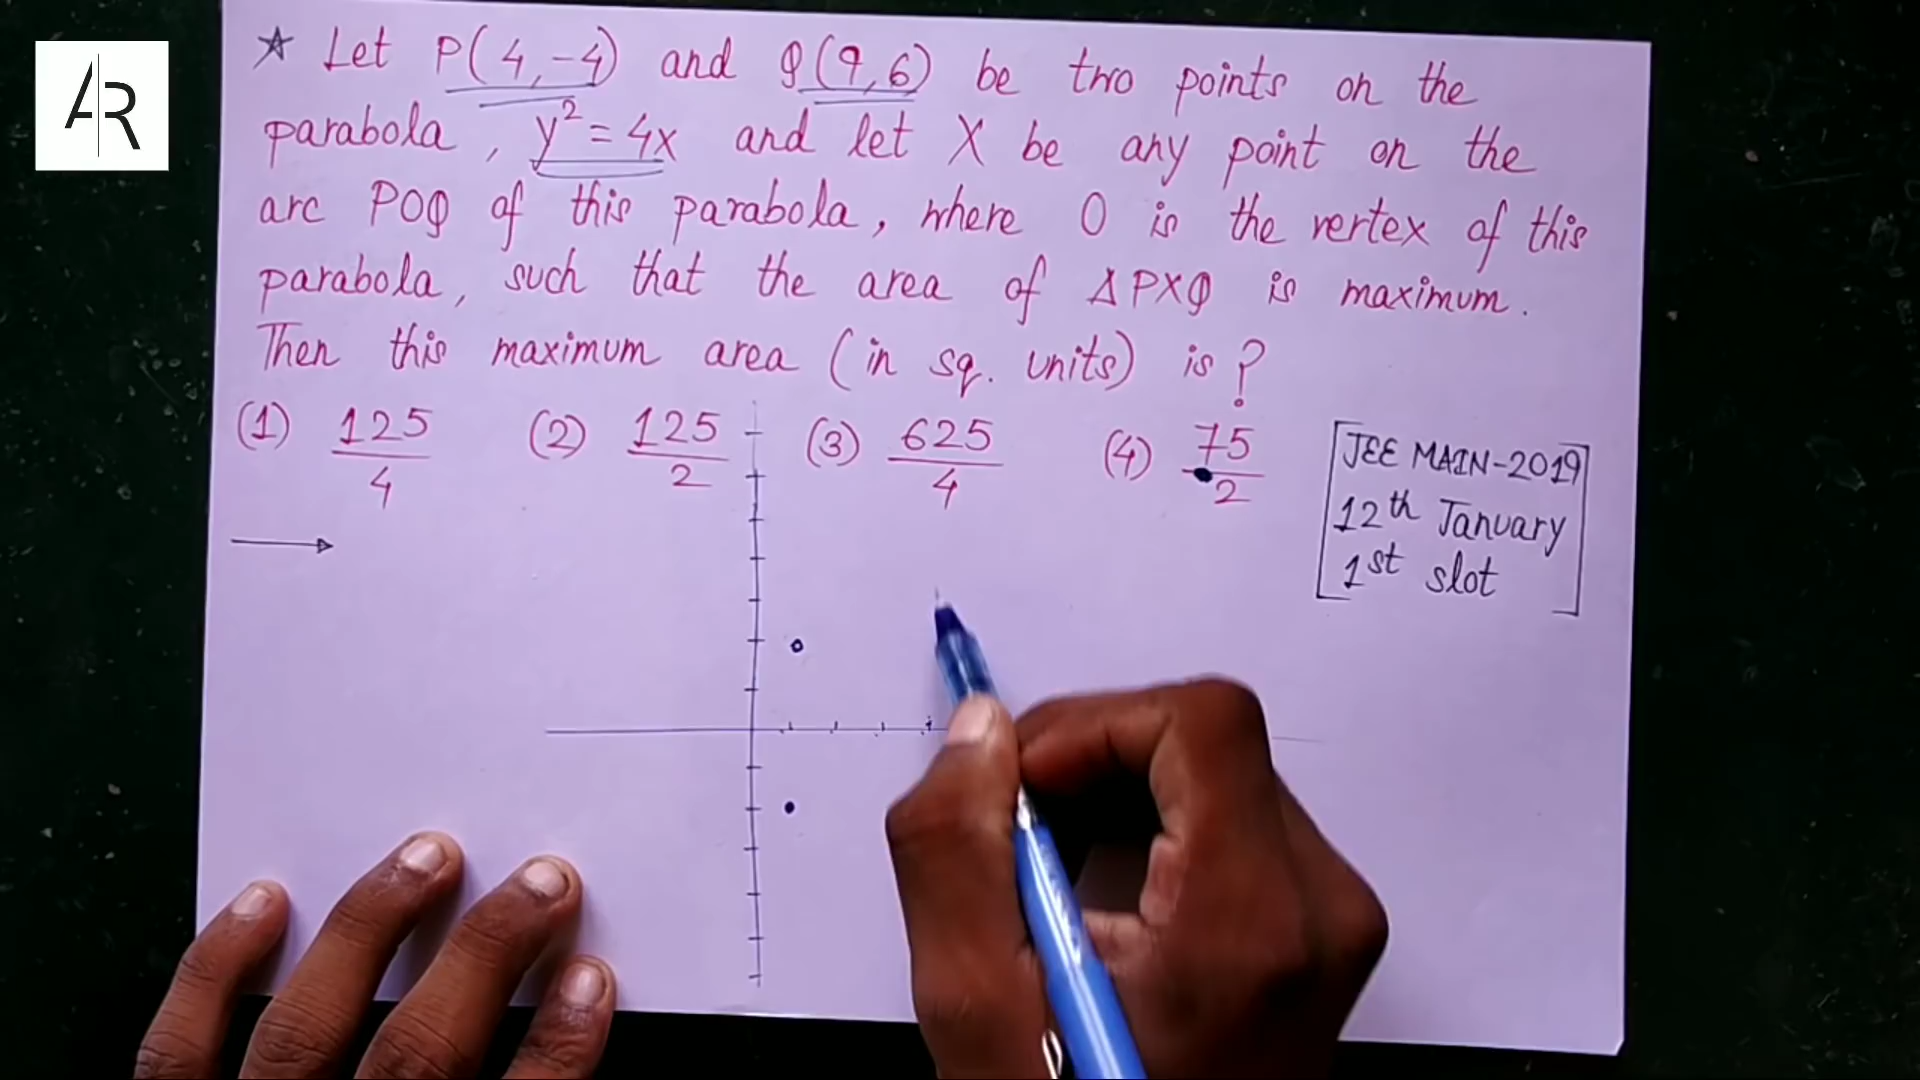 AR
★ Let P(4,-4) and Q(9,6) be two points on the
parabola, y² = 4x and let X be any point on the
arc POQ of this parabola, where O is the vertex of this
parabola, such that the area of ΔPXQ is maximum.
Then this maximum area (in sq. units) is?
(1) 125/4 (2) 125/2 (3) 625/4 (4) 75/2
[JEE MAIN-2019
12th January
1st slot]